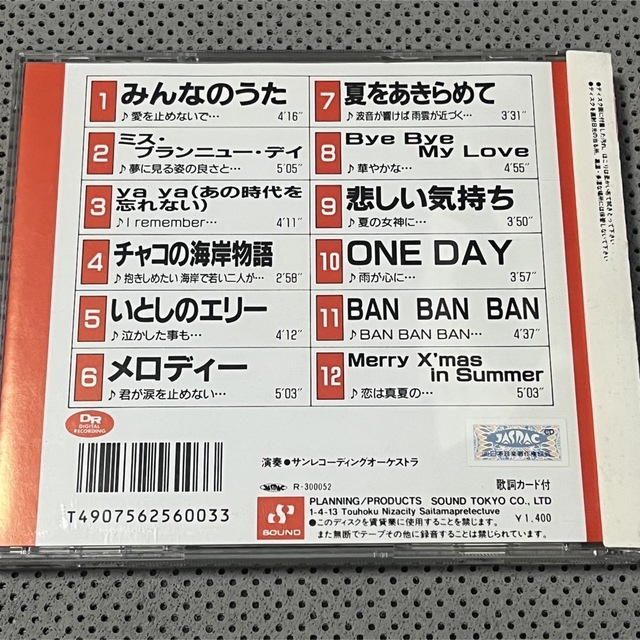 1 みんなのうた
♪愛を止めないで… 4'16"
2 ミス・
ブランニュー・デイ
♪夢に見る姿の良さと… 5'05"
3 ya ya(あの時代を
忘れない)
♪I remember… 4'11"
4 チャコの海岸物語
♪抱きしめたい 海岸で若い二人が… 2'58"
5 いとしのエリー
♪泣かした事も… 4'12"
6 メロディー
♪君が涙を止めない… 5'03"
7 夏をあきらめて
♪波音が響けば 雨雲が近づく… 3'31"
8 Bye Bye
My Love
♪華やかな… 4'55"
9 悲しい気持ち
♪夏の女神に… 3'50"
10 ONE DAY
♪雨が心に… 3'57"
11 BAN BAN BAN
♪BAN BAN BAN… 4'37"
12 Merry X'mas
in Summer
♪恋は真夏の… 5'03"
DR
DIGITAL
RECORDING
T4907562560033
演奏●サンレコーディングオーケストラ
JASRAC R-300052
歌詞カード付
JASRAC
SOUND
PLANNING/PRODUCTS SOUND TOKYO CO., LTD
1-4-13 Touhoku Nizacity Saitamapretectuve
¥1,400
●このディスクを賃貸業に使用することを禁じます。
また無断でテープその他に録音することは禁じられています。